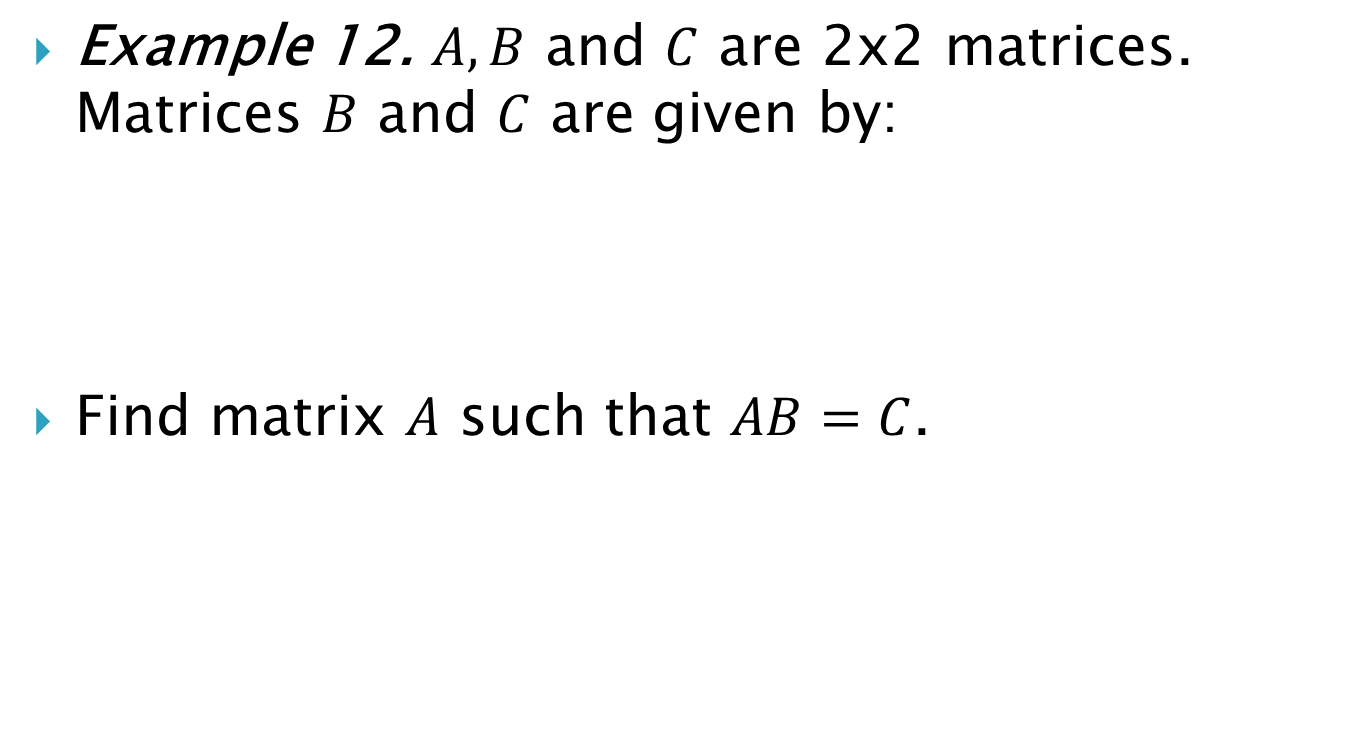 Example 12. A, B and C are 2x2 matrices.
Matrices B and C are given by:
Find matrix A such that AB = C.